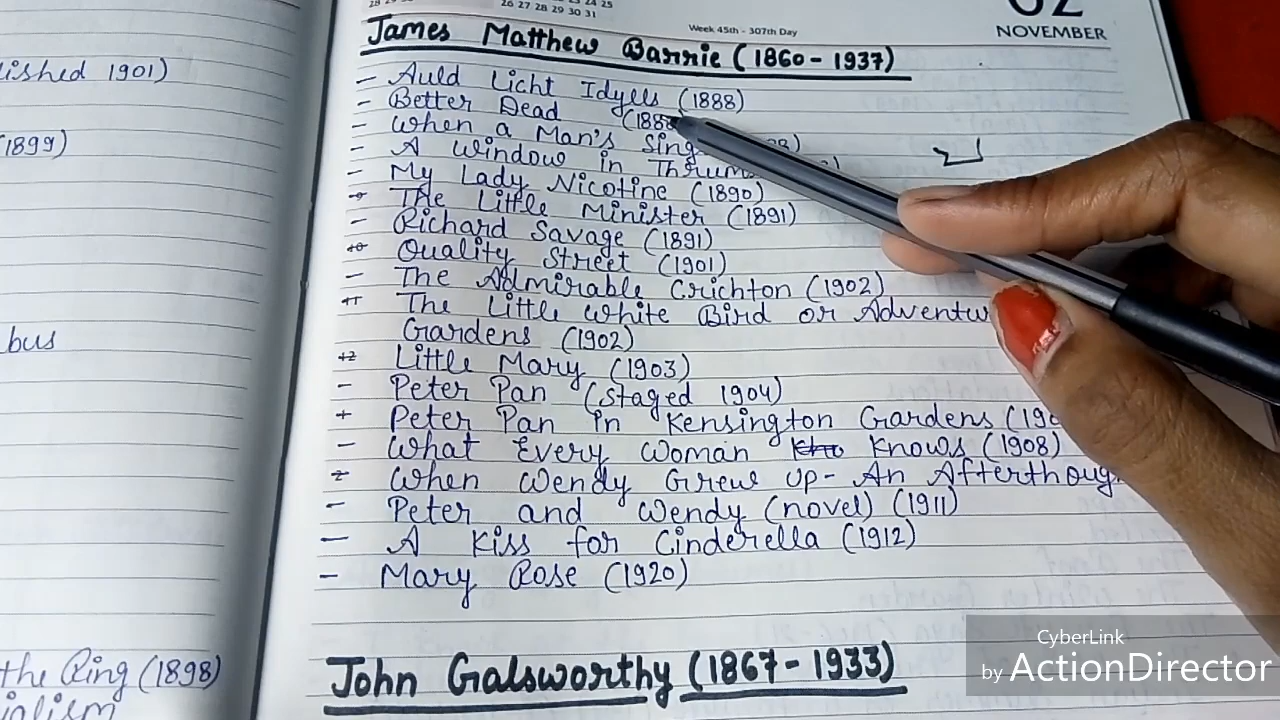 26 27 28 29 30 31
Week 45th - 307th Day
NOVEMBER
James Matthew Barrie (1860 - 1937)
- Auld Licht Idylls (1888)
- Better Dead
- When a Man's
- A Window in
- My Lady Nicotine (1890)
- The Little Minister (1891)
- Richard Savage (1891)
Quality Street (1901)
- The Admirable Crichton (1902)
The Little White Bird or
Gardens (1902)
Little Mary (1903)
- Peter Pan (staged 1904)
+ Peter Pan in Kensington Gardens
- What Every Woman Knows (1908)
- When Wendy Grew Up - An
- Peter and Wendy (novel) (1911)
- A Kiss for Cinderella (1912)
- Mary Rose (1920)
John Galsworthy (1867 - 1933)
1901)
1899)
bus
the Ring (1898)
CyberLink
by ActionDirector